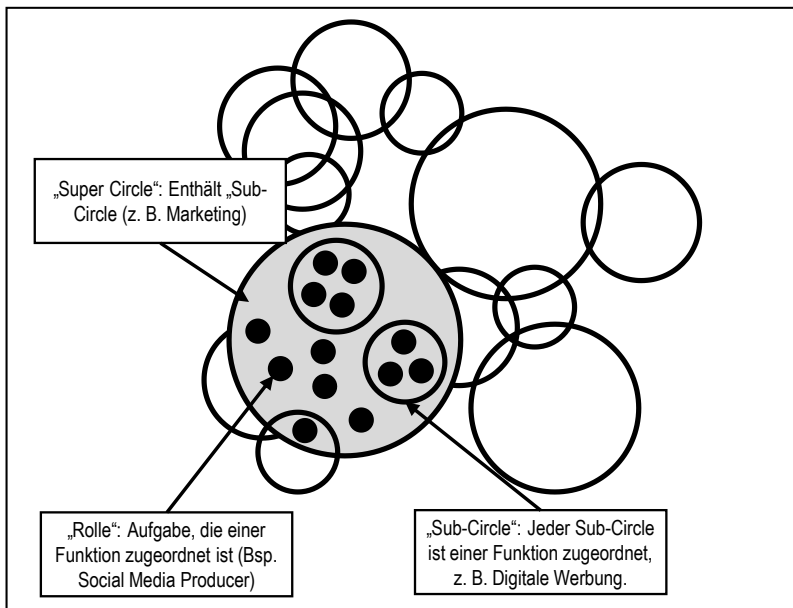 „Super Circle“: Enthält „Sub-
Circle (z. B. Marketing)
„Rolle“: Aufgabe, die einer
Funktion zugeordnet ist (Bsp.
Social Media Producer)
„Sub-Circle“: Jeder Sub-Circle
ist einer Funktion zugeordnet,
z. B. Digitale Werbung.